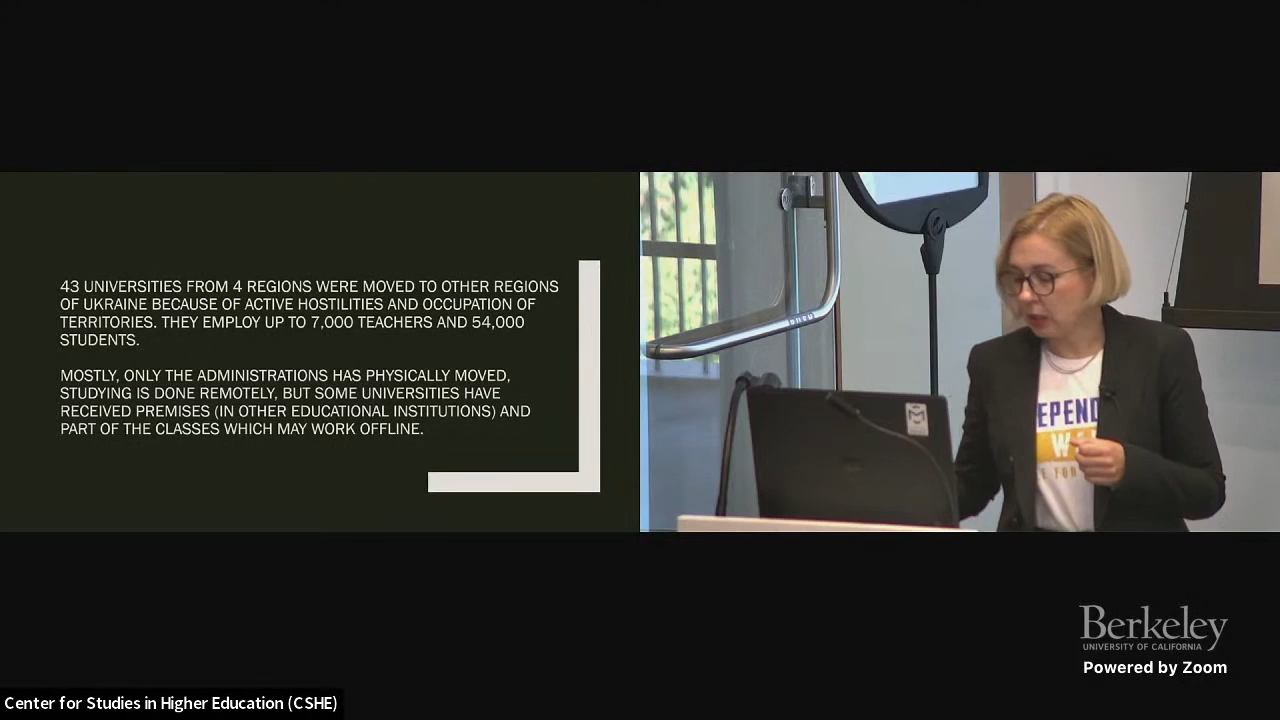 43 UNIVERSITIES FROM 4 REGIONS WERE MOVED TO OTHER REGIONS
OF UKRAINE BECAUSE OF ACTIVE HOSTILITIES AND OCCUPATION OF
TERRITORIES. THEY EMPLOY UP TO 7,000 TEACHERS AND 54,000
STUDENTS.
MOSTLY, ONLY THE ADMINISTRATIONS HAS PHYSICALLY MOVED,
STUDYING IS DONE REMOTELY, BUT SOME UNIVERSITIES HAVE
RECEIVED PREMISES (IN OTHER EDUCATIONAL INSTITUTIONS) AND
PART OF THE CLASSES WHICH MAY WORK OFFLINE.
EPEND
Berkeley
UNIVERSITY OF CALIFORNIA
Powered by Zoom
Center for Studies in Higher Education (CSHE)